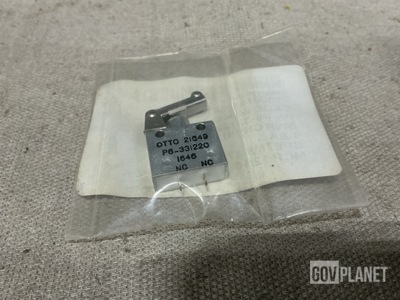 OTTO 21649
P6-331220
1646
NC NC
GOVPLANET